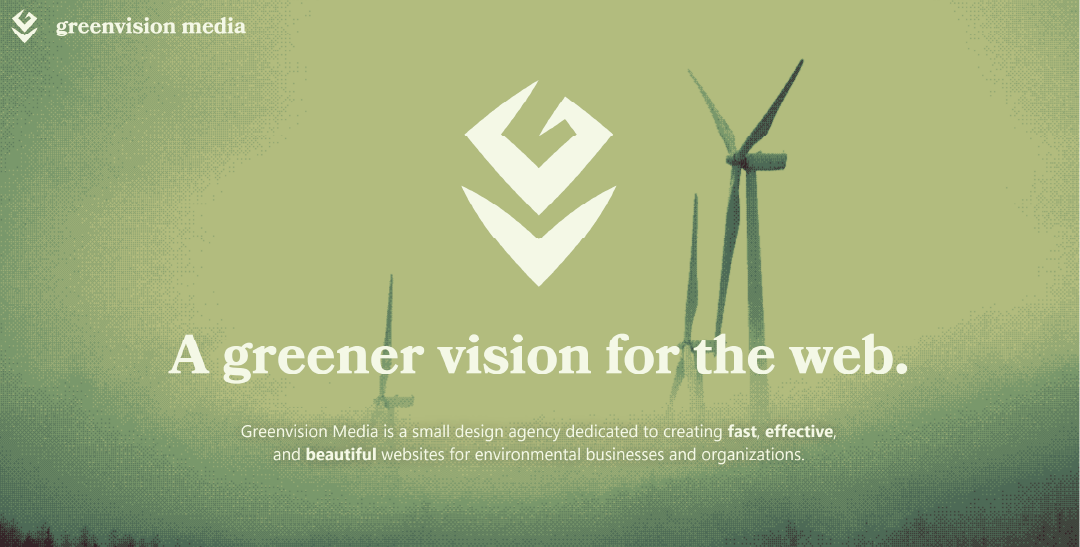 greenvision media
A greener vision for the web.
Greenvision Media is a small design agency dedicated to creating fast, effective,
and beautiful websites for environmental businesses and organizations.